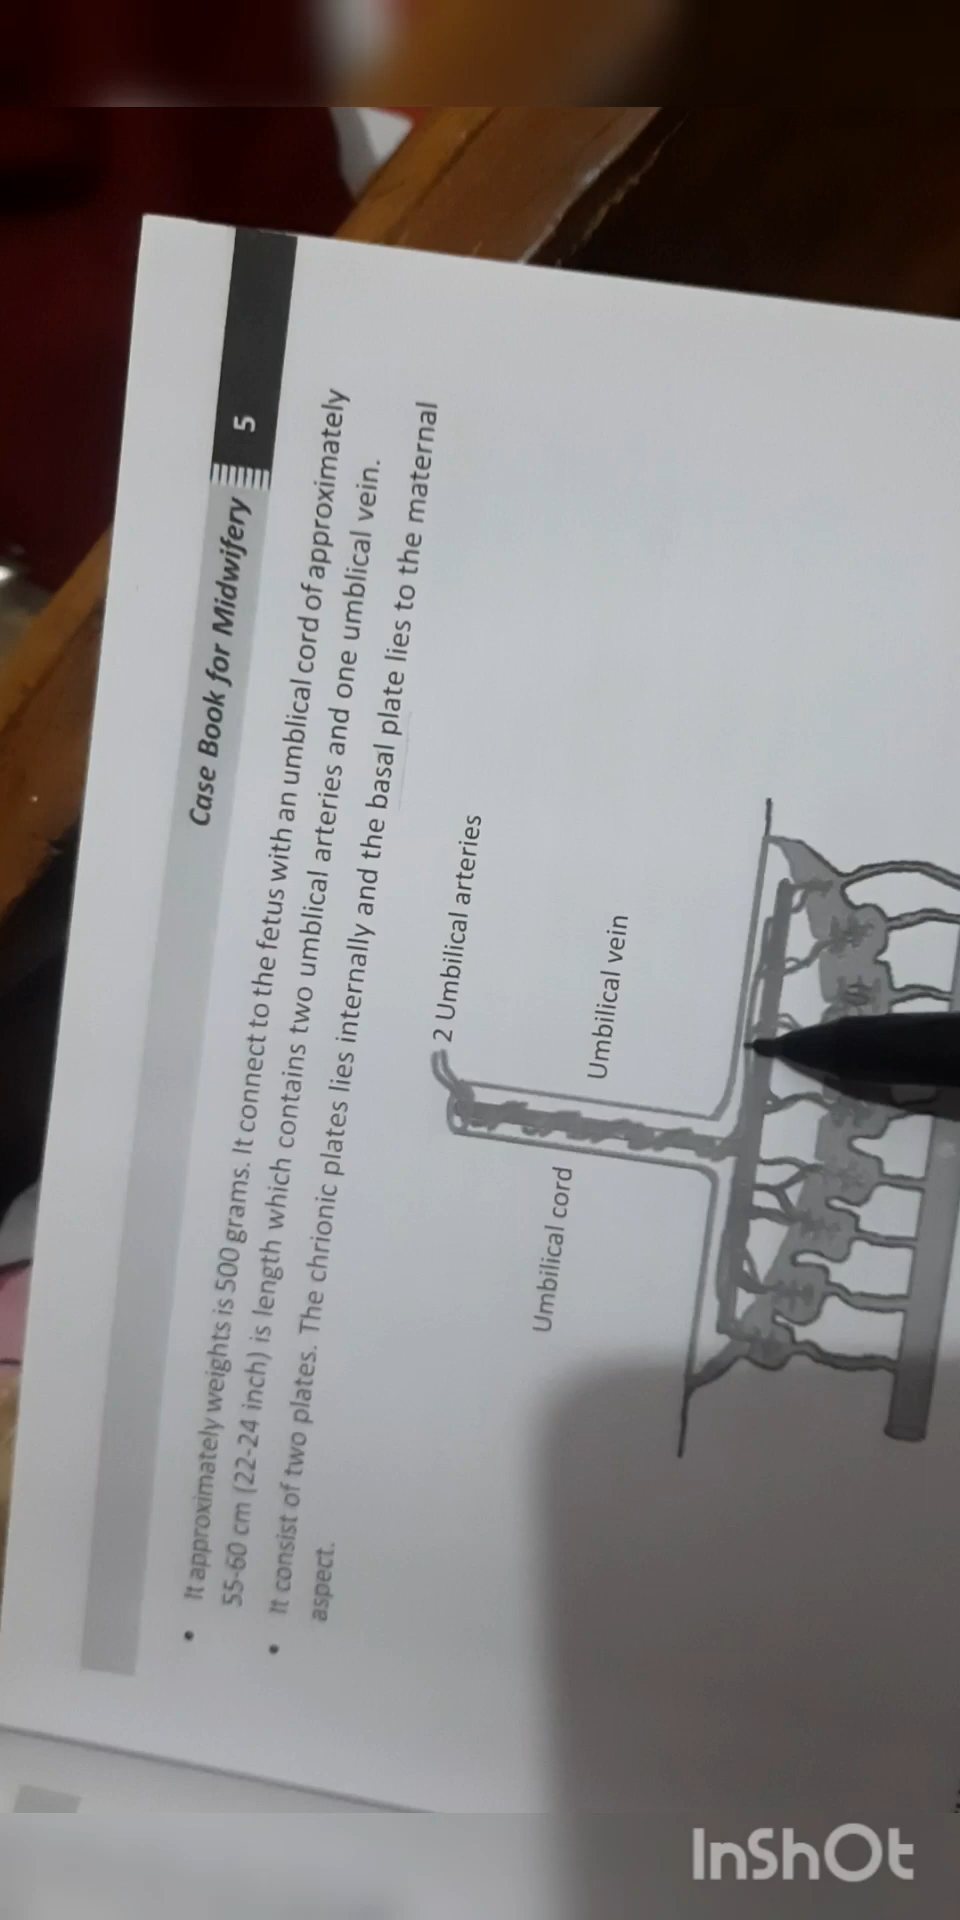 Case Book for Midwifery 5
• It approximately weights is 500 grams. It connect to the fetus with an umblical cord of approximately
55-60 cm (22-24 inch) is length which contains two umblical arteries and one umblical vein.
• It consist of two plates. The chrionic plates lies internally and the basal plate lies to the maternal
aspect.
2 Umbilical arteries
Umbilical cord
Umbilical vein
InShOt